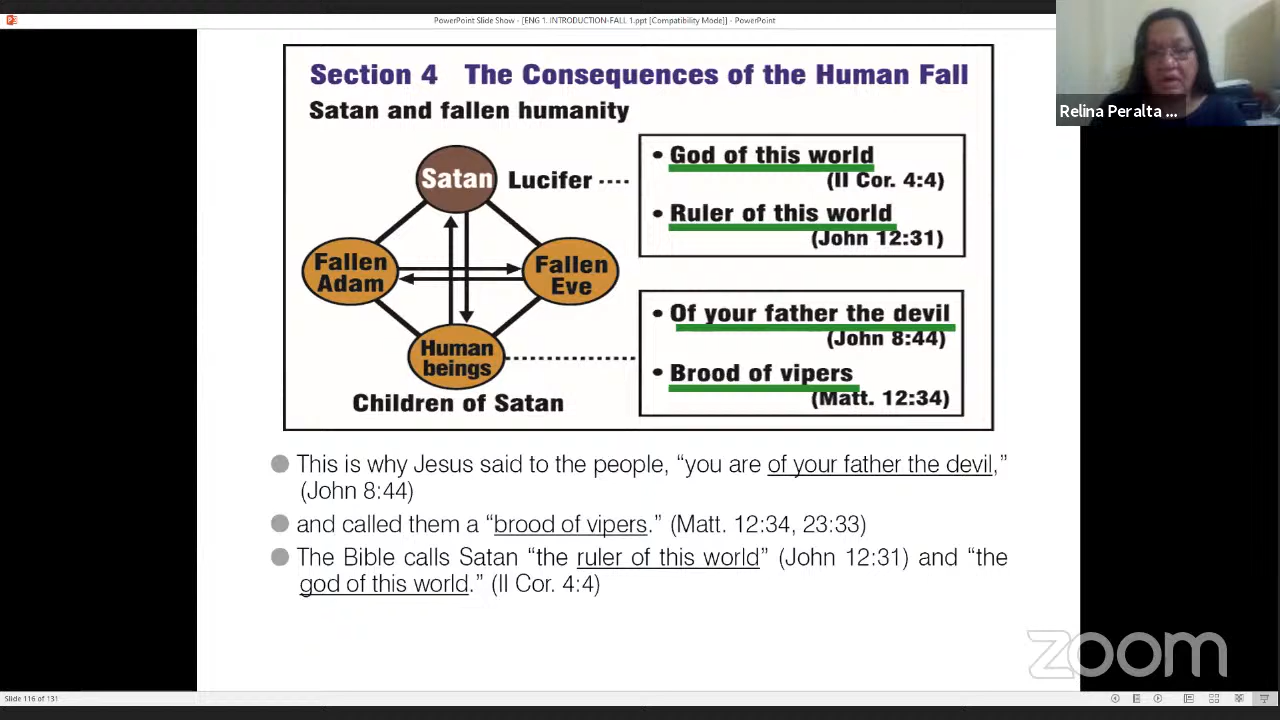 PowerPoint Slide Show - [ENG 1. INTRODUCTION-FALL 1.ppt [Compatibility Mode]] - PowerPoint
Relina Peralta ...
Section 4 The Consequences of the Human Fall
Satan and fallen humanity
Satan Lucifer ----
• God of this world
(II Cor. 4:4)
• Ruler of this world
(John 12:31)
Fallen
Adam
Fallen
Eve
Human
beings
Children of Satan
• Of your father the devil
(John 8:44)
• Brood of vipers
(Matt. 12:34)
This is why Jesus said to the people, “you are of your father the devil,”
(John 8:44)
and called them a “brood of vipers.” (Matt. 12:34, 23:33)
The Bible calls Satan “the ruler of this world” (John 12:31) and “the
god of this world.” (II Cor. 4:4)
zoom
Slide 116 of 131